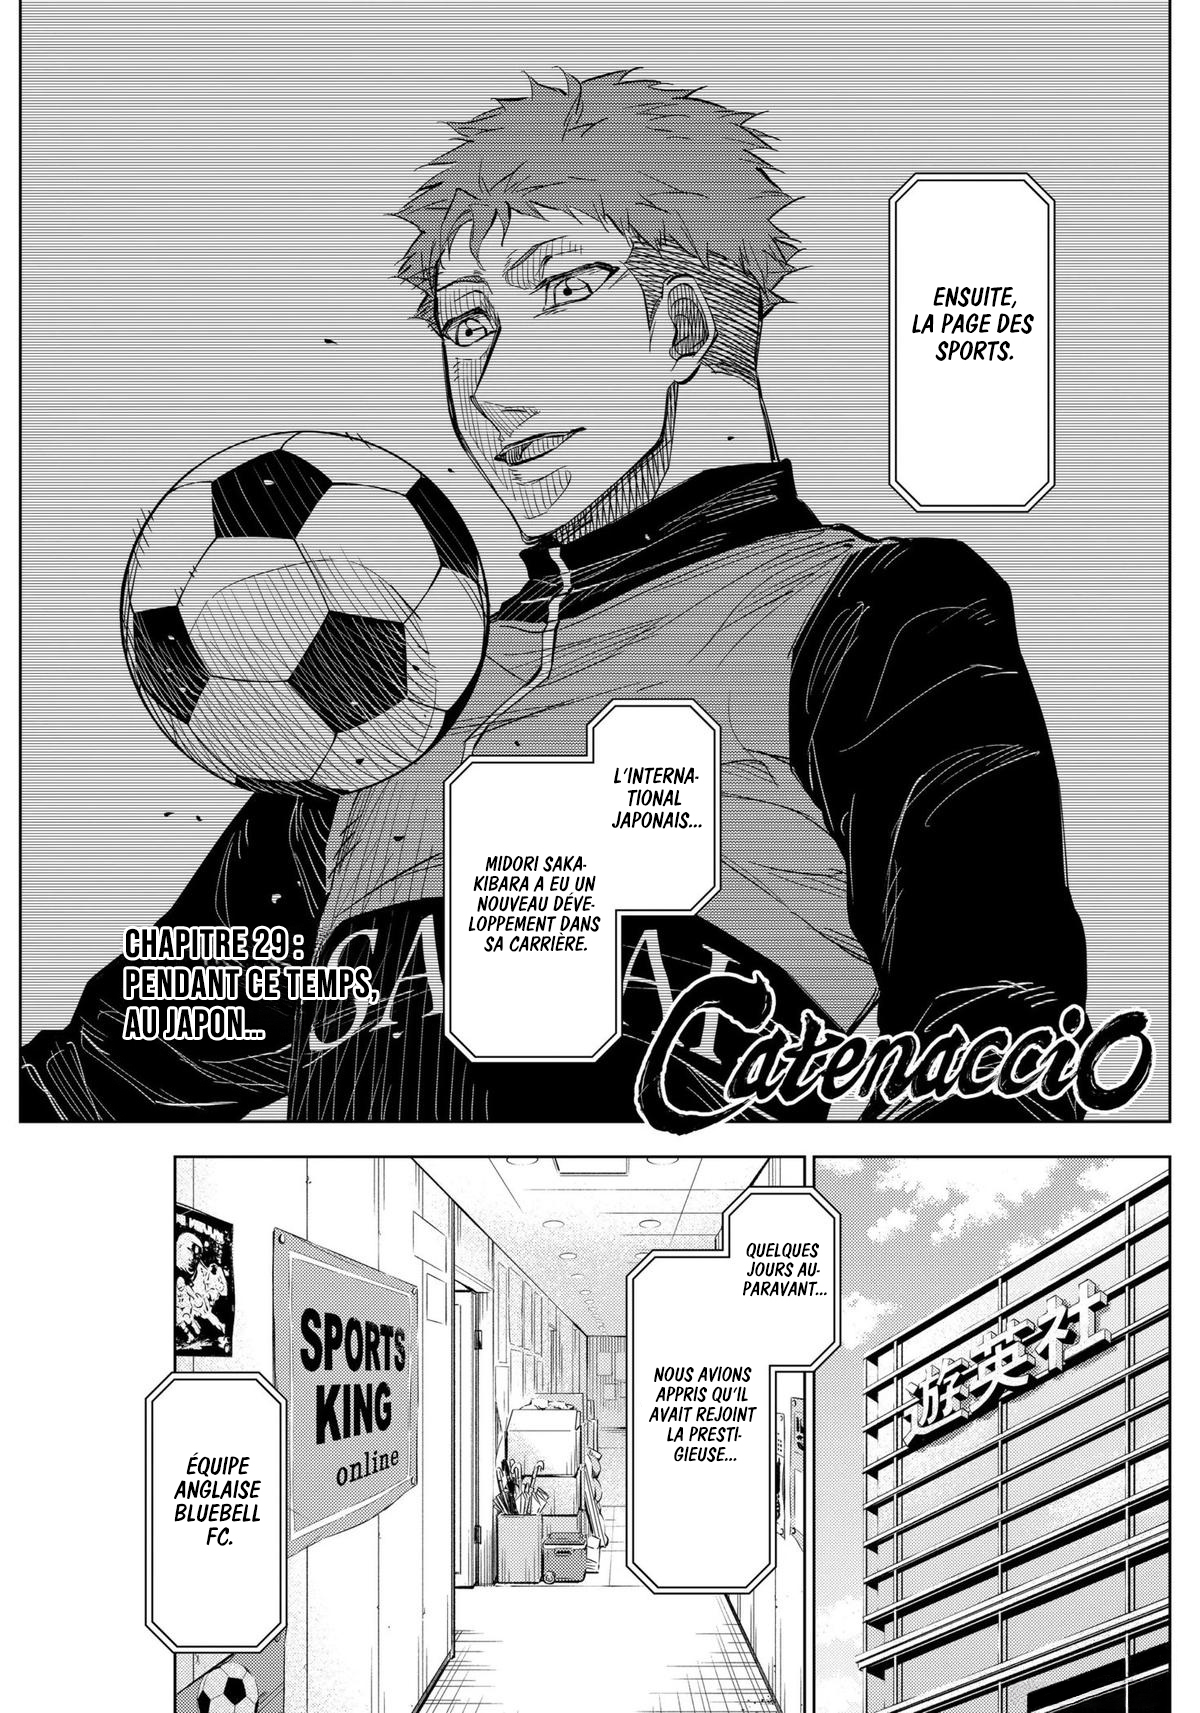 ENSUITE,
LA PAGE DES
SPORTS.
L'INTERNA-
TIONAL
JAPONAIS...
MIDORI SAKA-
KIBARA A EU UN
NOUVEAU DÉVE-
LOPPEMENT DANS
SA CARRIÈRE.
CHAPITRE 29 :
PENDANT CE TEMPS,
AU JAPON...
Catenaccio
QUELQUES
JOURS AU-
PARAVANT...
遊英社
NOUS AVIONS
APPRIS QU'IL
AVAIT REJOINT
LA PRESTI-
GIEUSE...
SPORTS
KING
online
ÉQUIPE
ANGLAISE
BLUEBELL
FC.